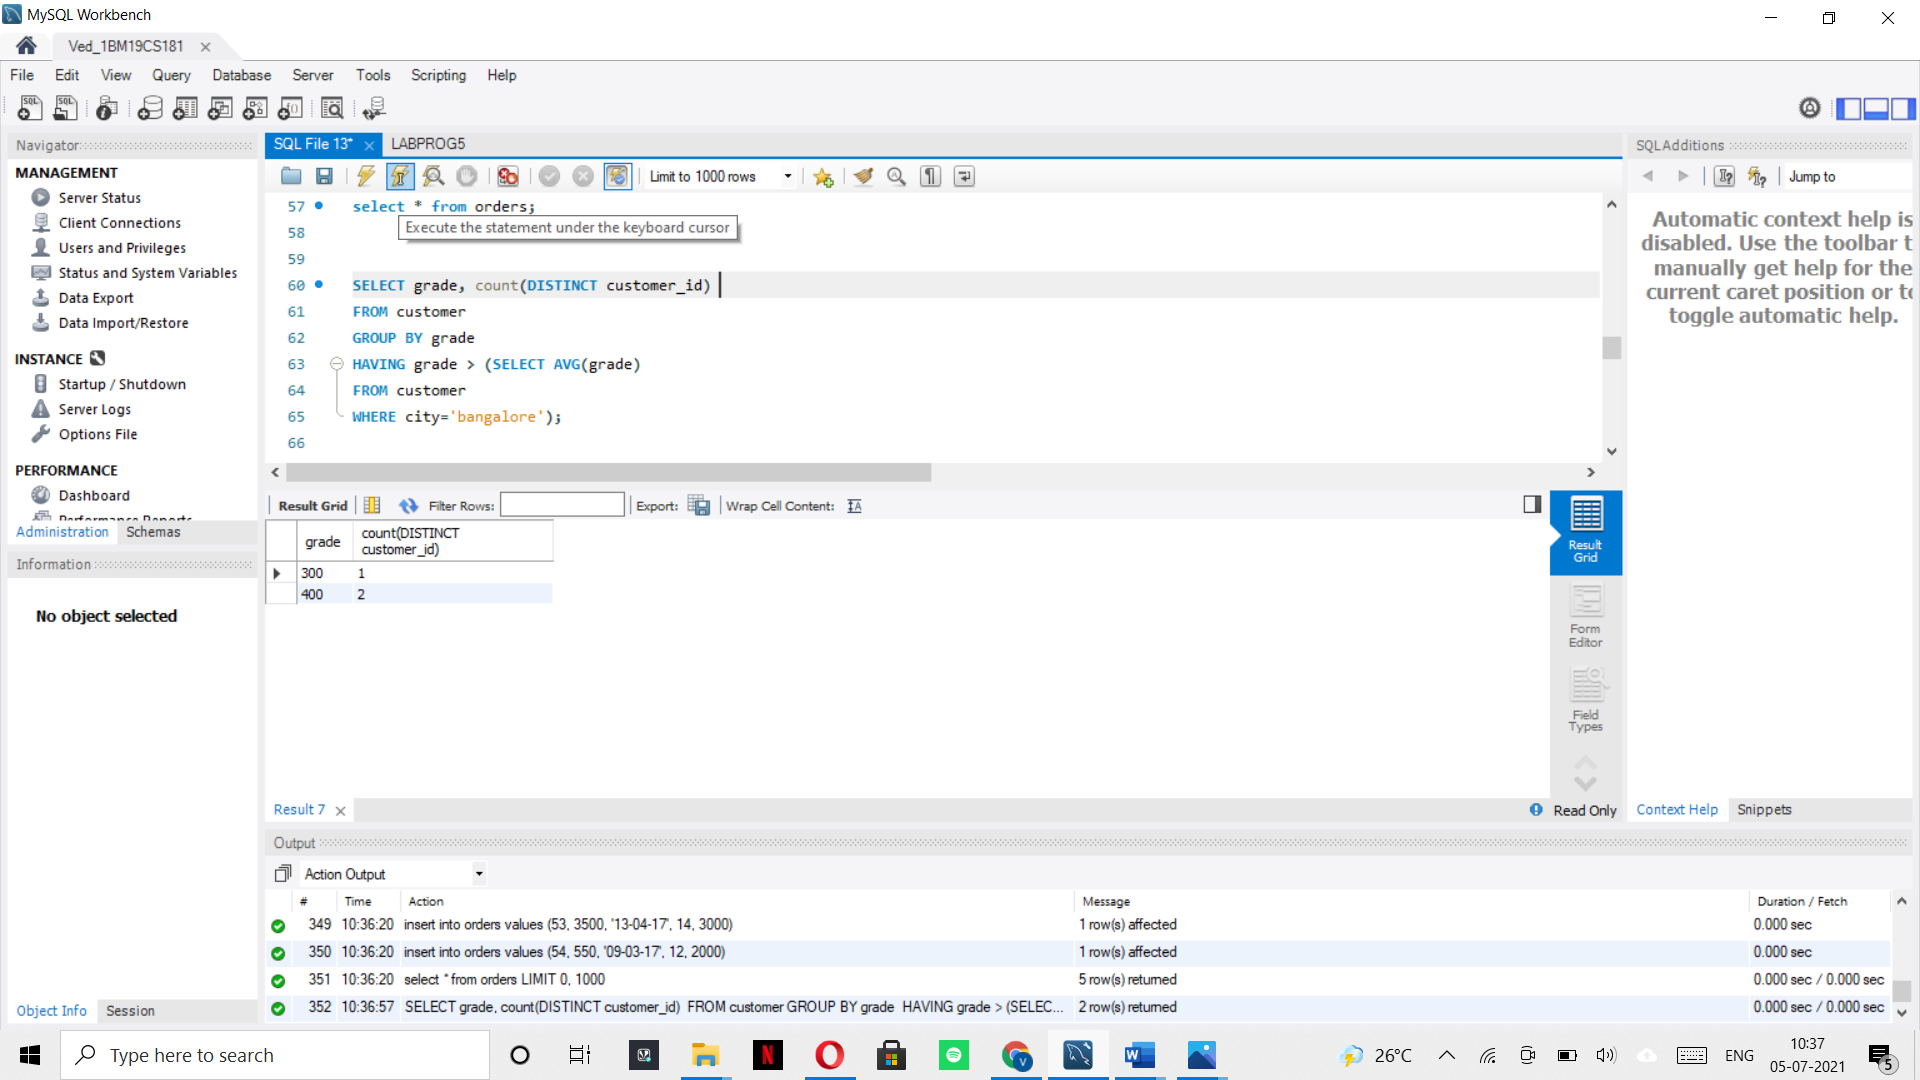 MySQL Workbench
Ved_1BM19CS181
File Edit View Query Database Server Tools Scripting Help
Navigator
MANAGEMENT
Server Status
Client Connections
Users and Privileges
Status and System Variables
Data Export
Data Import/Restore
INSTANCE
Startup / Shutdown
Server Logs
Options File
PERFORMANCE
Dashboard
Performance Reports
Administration Schemas
Information
No object selected
Object Info Session
SQL File 13* LABPROG5
Limit to 1000 rows
57 select * from orders;
Execute the statement under the keyboard cursor
58
59
60 SELECT grade, count(DISTINCT customer_id)
61 FROM customer
62 GROUP BY grade
63 HAVING grade > (SELECT AVG(grade)
64 FROM customer
65 WHERE city='bangalore');
66
Result Grid Filter Rows: Export: Wrap Cell Content:
grade count(DISTINCT customer_id)
300 1
400 2
Result Grid
Form Editor
Field Types
Result 7 Read Only
SQLAdditions
Jump to
Automatic context help is
disabled. Use the toolbar t
manually get help for the
current caret position or to
toggle automatic help.
Context Help Snippets
Output
Action Output
# Time Action Message Duration / Fetch
349 10:36:20 insert into orders values (53, 3500, '13-04-17', 14, 3000) 1 row(s) affected 0.000 sec
350 10:36:20 insert into orders values (54, 550, '09-03-17', 12, 2000) 1 row(s) affected 0.000 sec
351 10:36:20 select * from orders LIMIT 0, 1000 5 row(s) returned 0.000 sec / 0.000 sec
352 10:36:57 SELECT grade, count(DISTINCT customer_id) FROM customer GROUP BY grade HAVING grade > (SELEC... 2 row(s) returned 0.000 sec / 0.000 sec
Type here to search
26°C ENG 10:37
05-07-2021
5